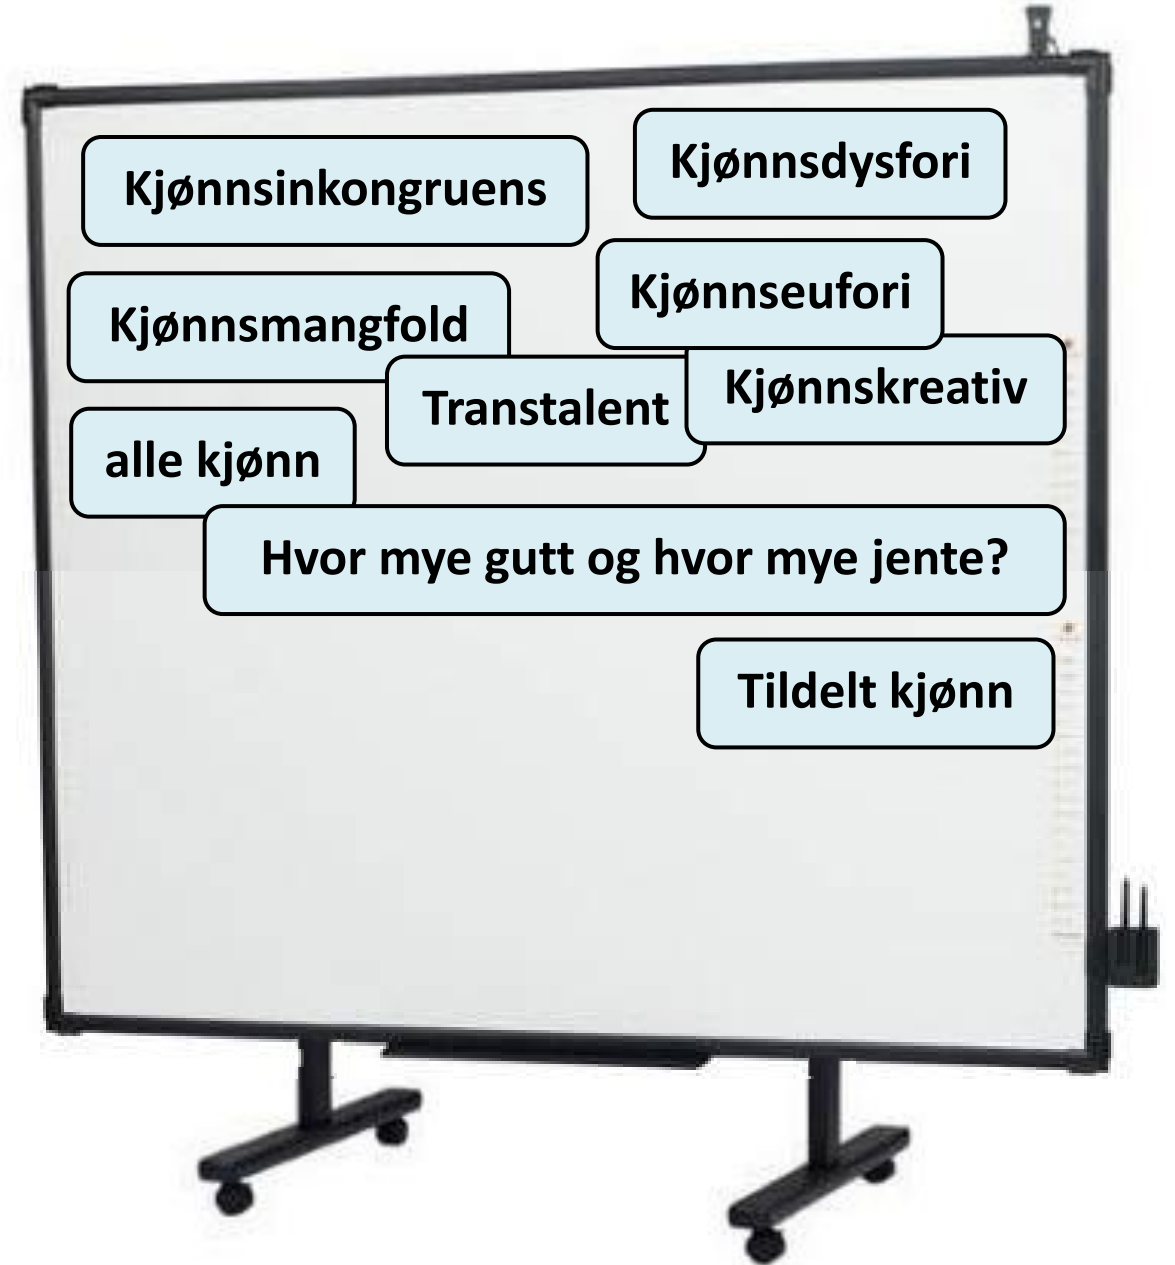 Kjønnsinkongruens
Kjønnsdysfori
Kjønnsmangfold
Kjønnseufori
Transtalent
Kjønnskreativ
alle kjønn
Hvor mye gutt og hvor mye jente?
Tildelt kjønn